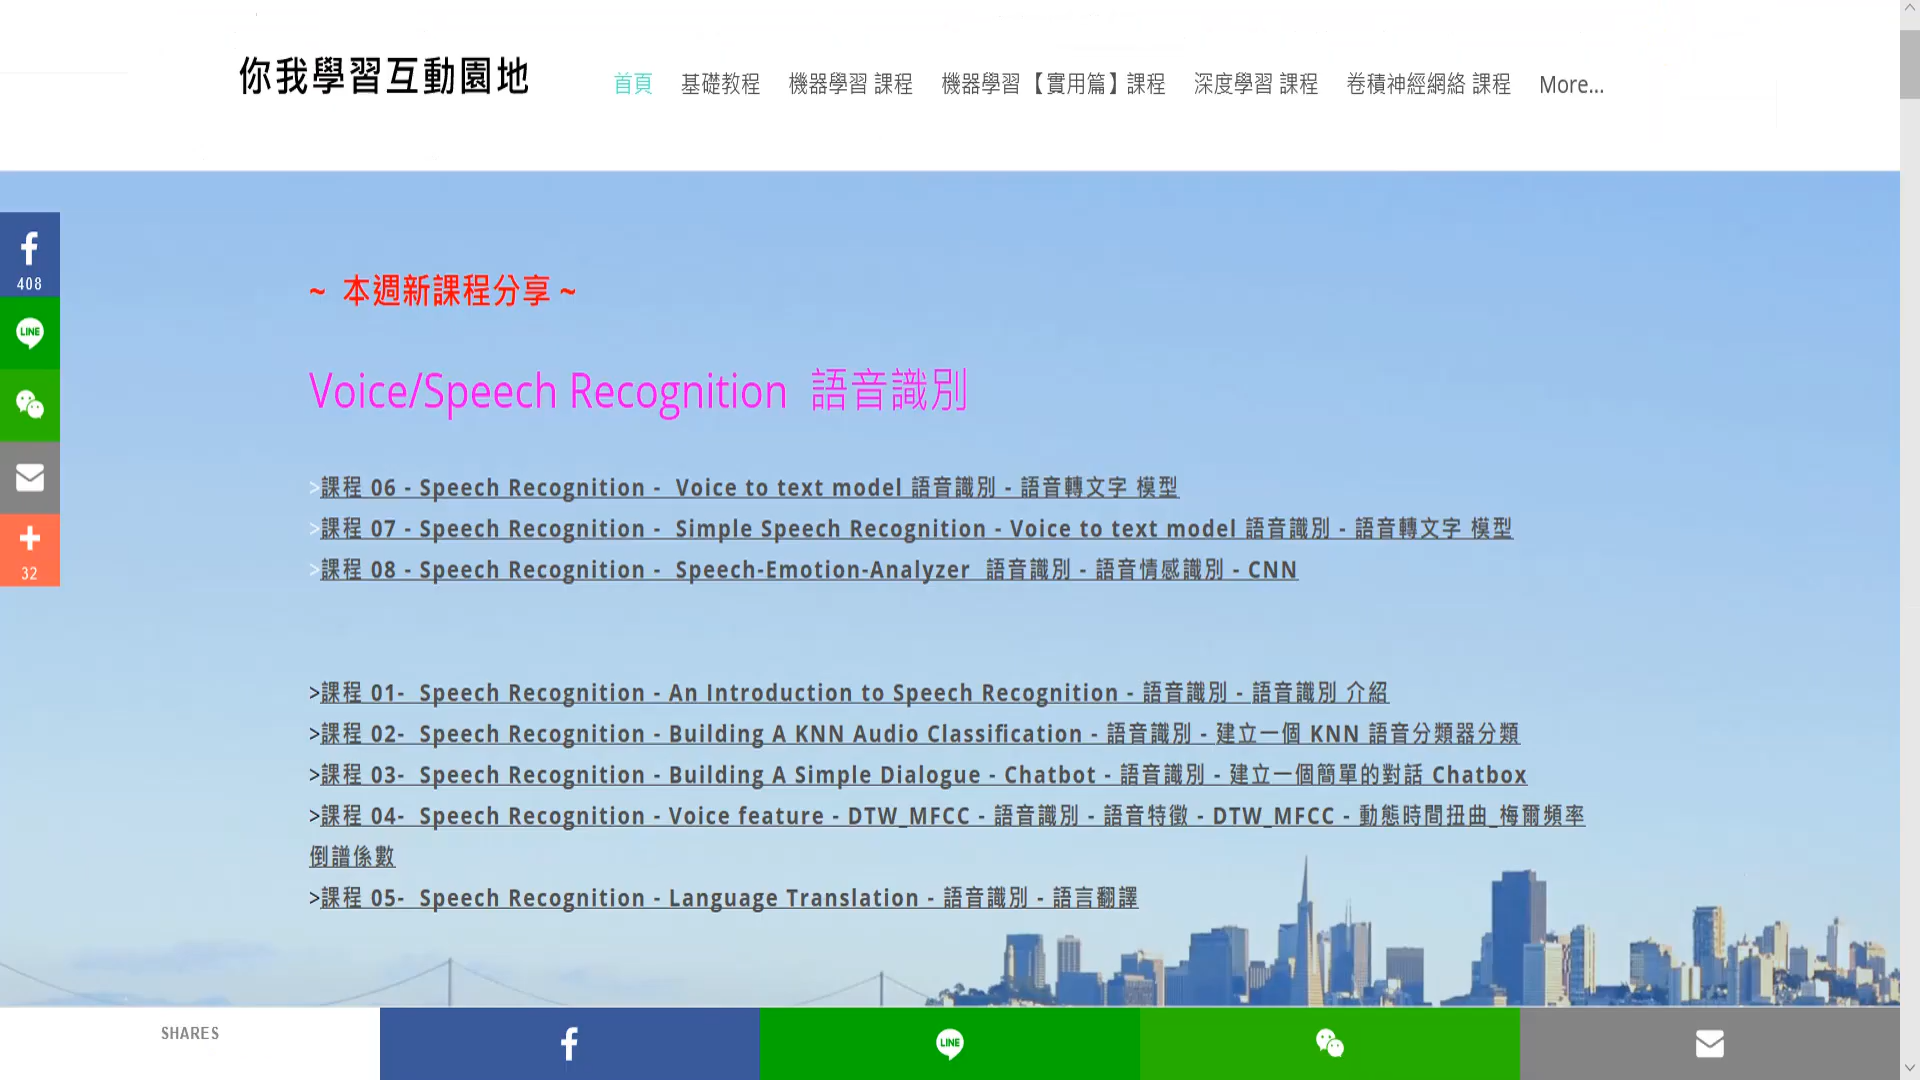 你我學習互動園地
首頁 基礎教程 機器學習 課程 機器學習 【實用篇】課程 深度學習 課程 卷積神經網絡 課程 More...
408
LINE
32
~ 本週新課程分享 ~
Voice/Speech Recognition 語音識別
>課程 06 - Speech Recognition - Voice to text model 語音識別 - 語音轉文字 模型
>課程 07 - Speech Recognition - Simple Speech Recognition - Voice to text model 語音識別 - 語音轉文字 模型
>課程 08 - Speech Recognition - Speech-Emotion-Analyzer 語音識別 - 語音情感識別 - CNN
>課程 01- Speech Recognition - An Introduction to Speech Recognition - 語音識別 - 語音識別 介紹
>課程 02- Speech Recognition - Building A KNN Audio Classification - 語音識別 - 建立一個 KNN 語音分類器分類
>課程 03- Speech Recognition - Building A Simple Dialogue - Chatbot - 語音識別 - 建立一個簡單的對話 Chatbox
>課程 04- Speech Recognition - Voice feature - DTW_MFCC - 語音識別 - 語音特徵 - DTW_MFCC - 動態時間扭曲_梅爾頻率
倒譜係數
>課程 05- Speech Recognition - Language Translation - 語音識別 - 語言翻譯
SHARES
LINE